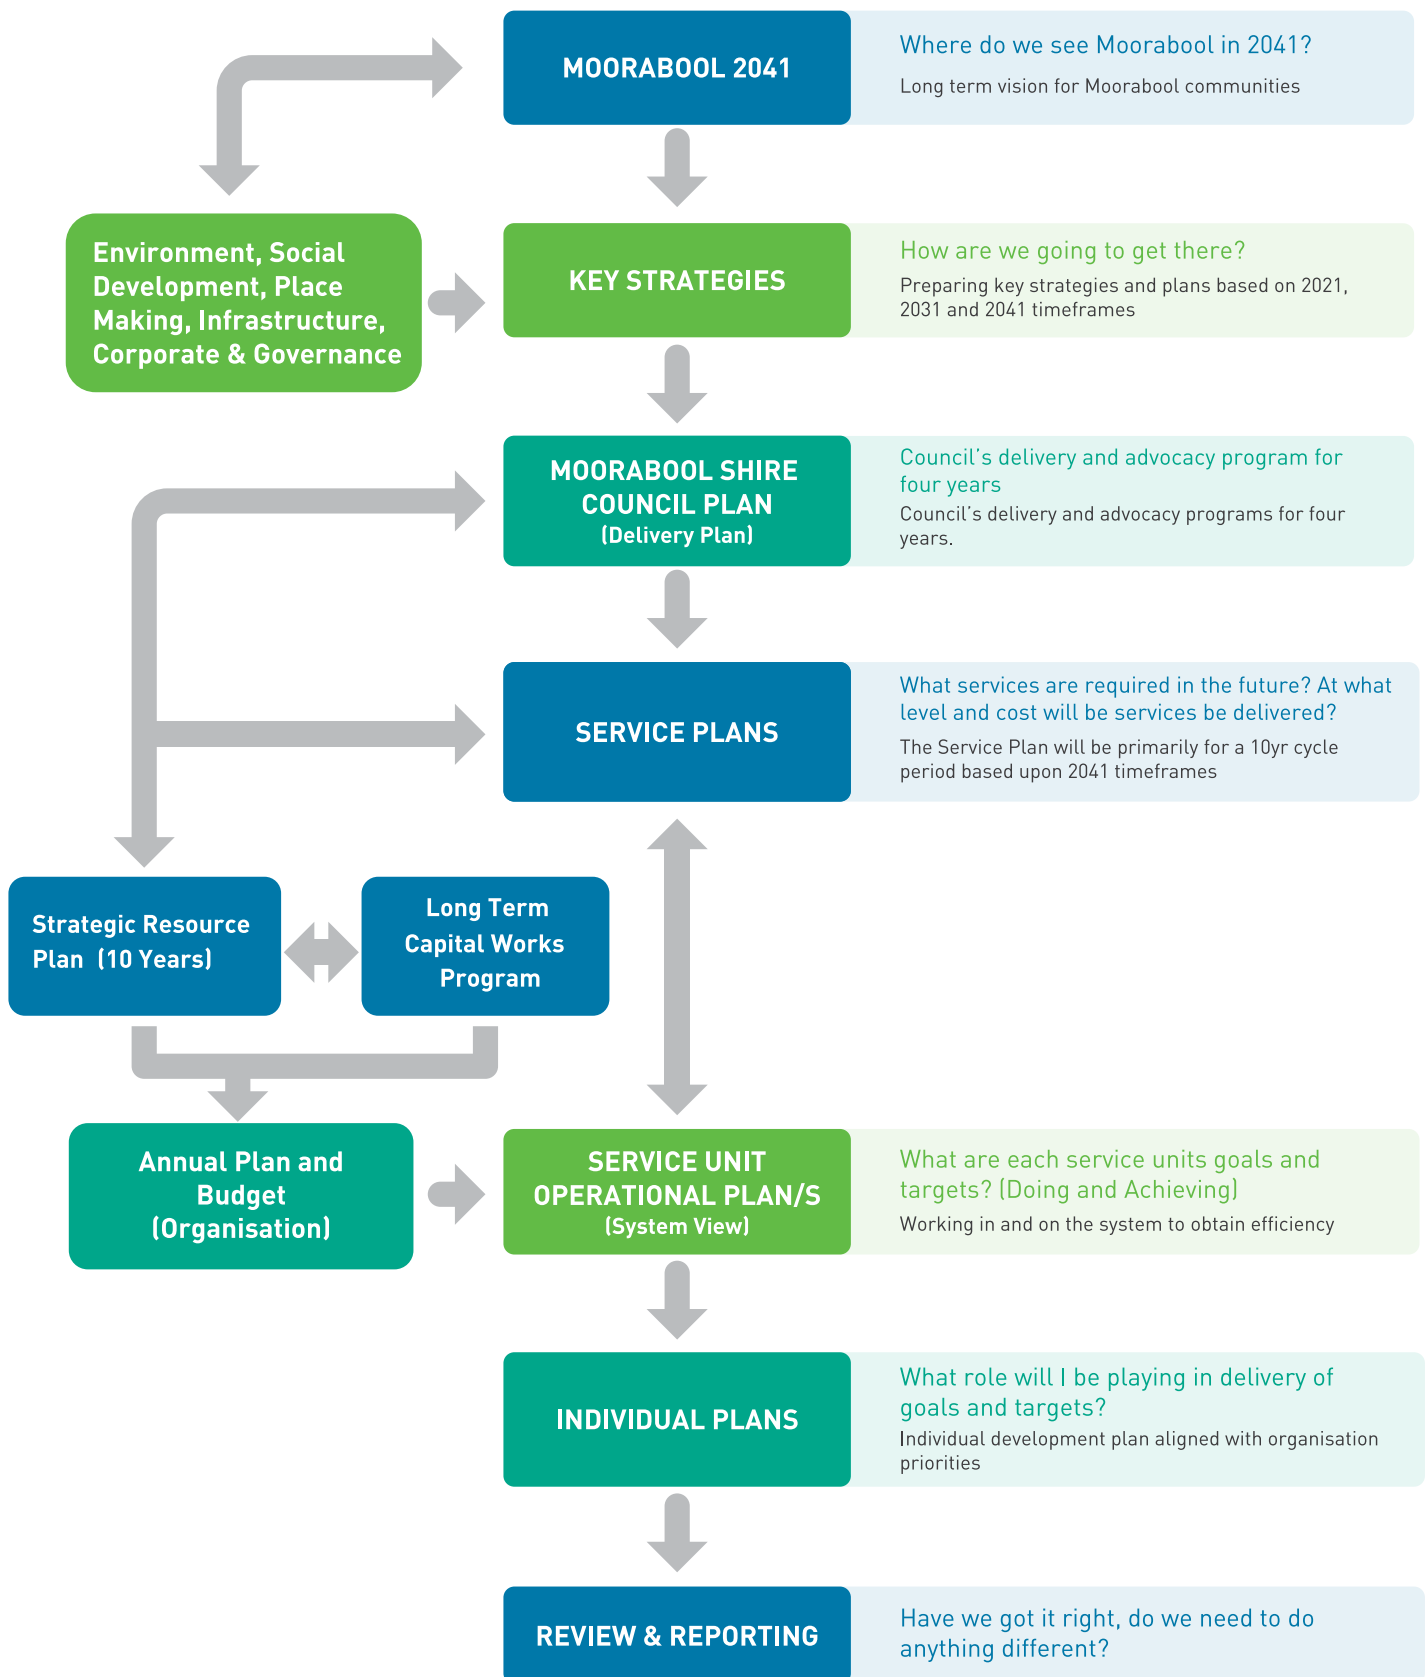 MOORABOOL 2041
Where do we see Moorabool in 2041?
Long term vision for Moorabool communities
Environment, Social
Development, Place
Making, Infrastructure,
Corporate & Governance
KEY STRATEGIES
How are we going to get there?
Preparing key strategies and plans based on 2021,
2031 and 2041 timeframes
MOORABOOL SHIRE
COUNCIL PLAN
(Delivery Plan)
Council's delivery and advocacy program for
four years
Council's delivery and advocacy programs for four
years.
SERVICE PLANS
What services are required in the future? At what
level and cost will be services be delivered?
The Service Plan will be primarily for a 10yr cycle
period based upon 2041 timeframes
Strategic Resource
Plan (10 Years)
Long Term
Capital Works
Program
Annual Plan and
Budget
(Organisation)
SERVICE UNIT
OPERATIONAL PLAN/S
(System View)
What are each service units goals and
targets? (Doing and Achieving)
Working in and on the system to obtain efficiency
INDIVIDUAL PLANS
What role will I be playing in delivery of
goals and targets?
Individual development plan aligned with organisation
priorities
REVIEW & REPORTING
Have we got it right, do we need to do
anything different?